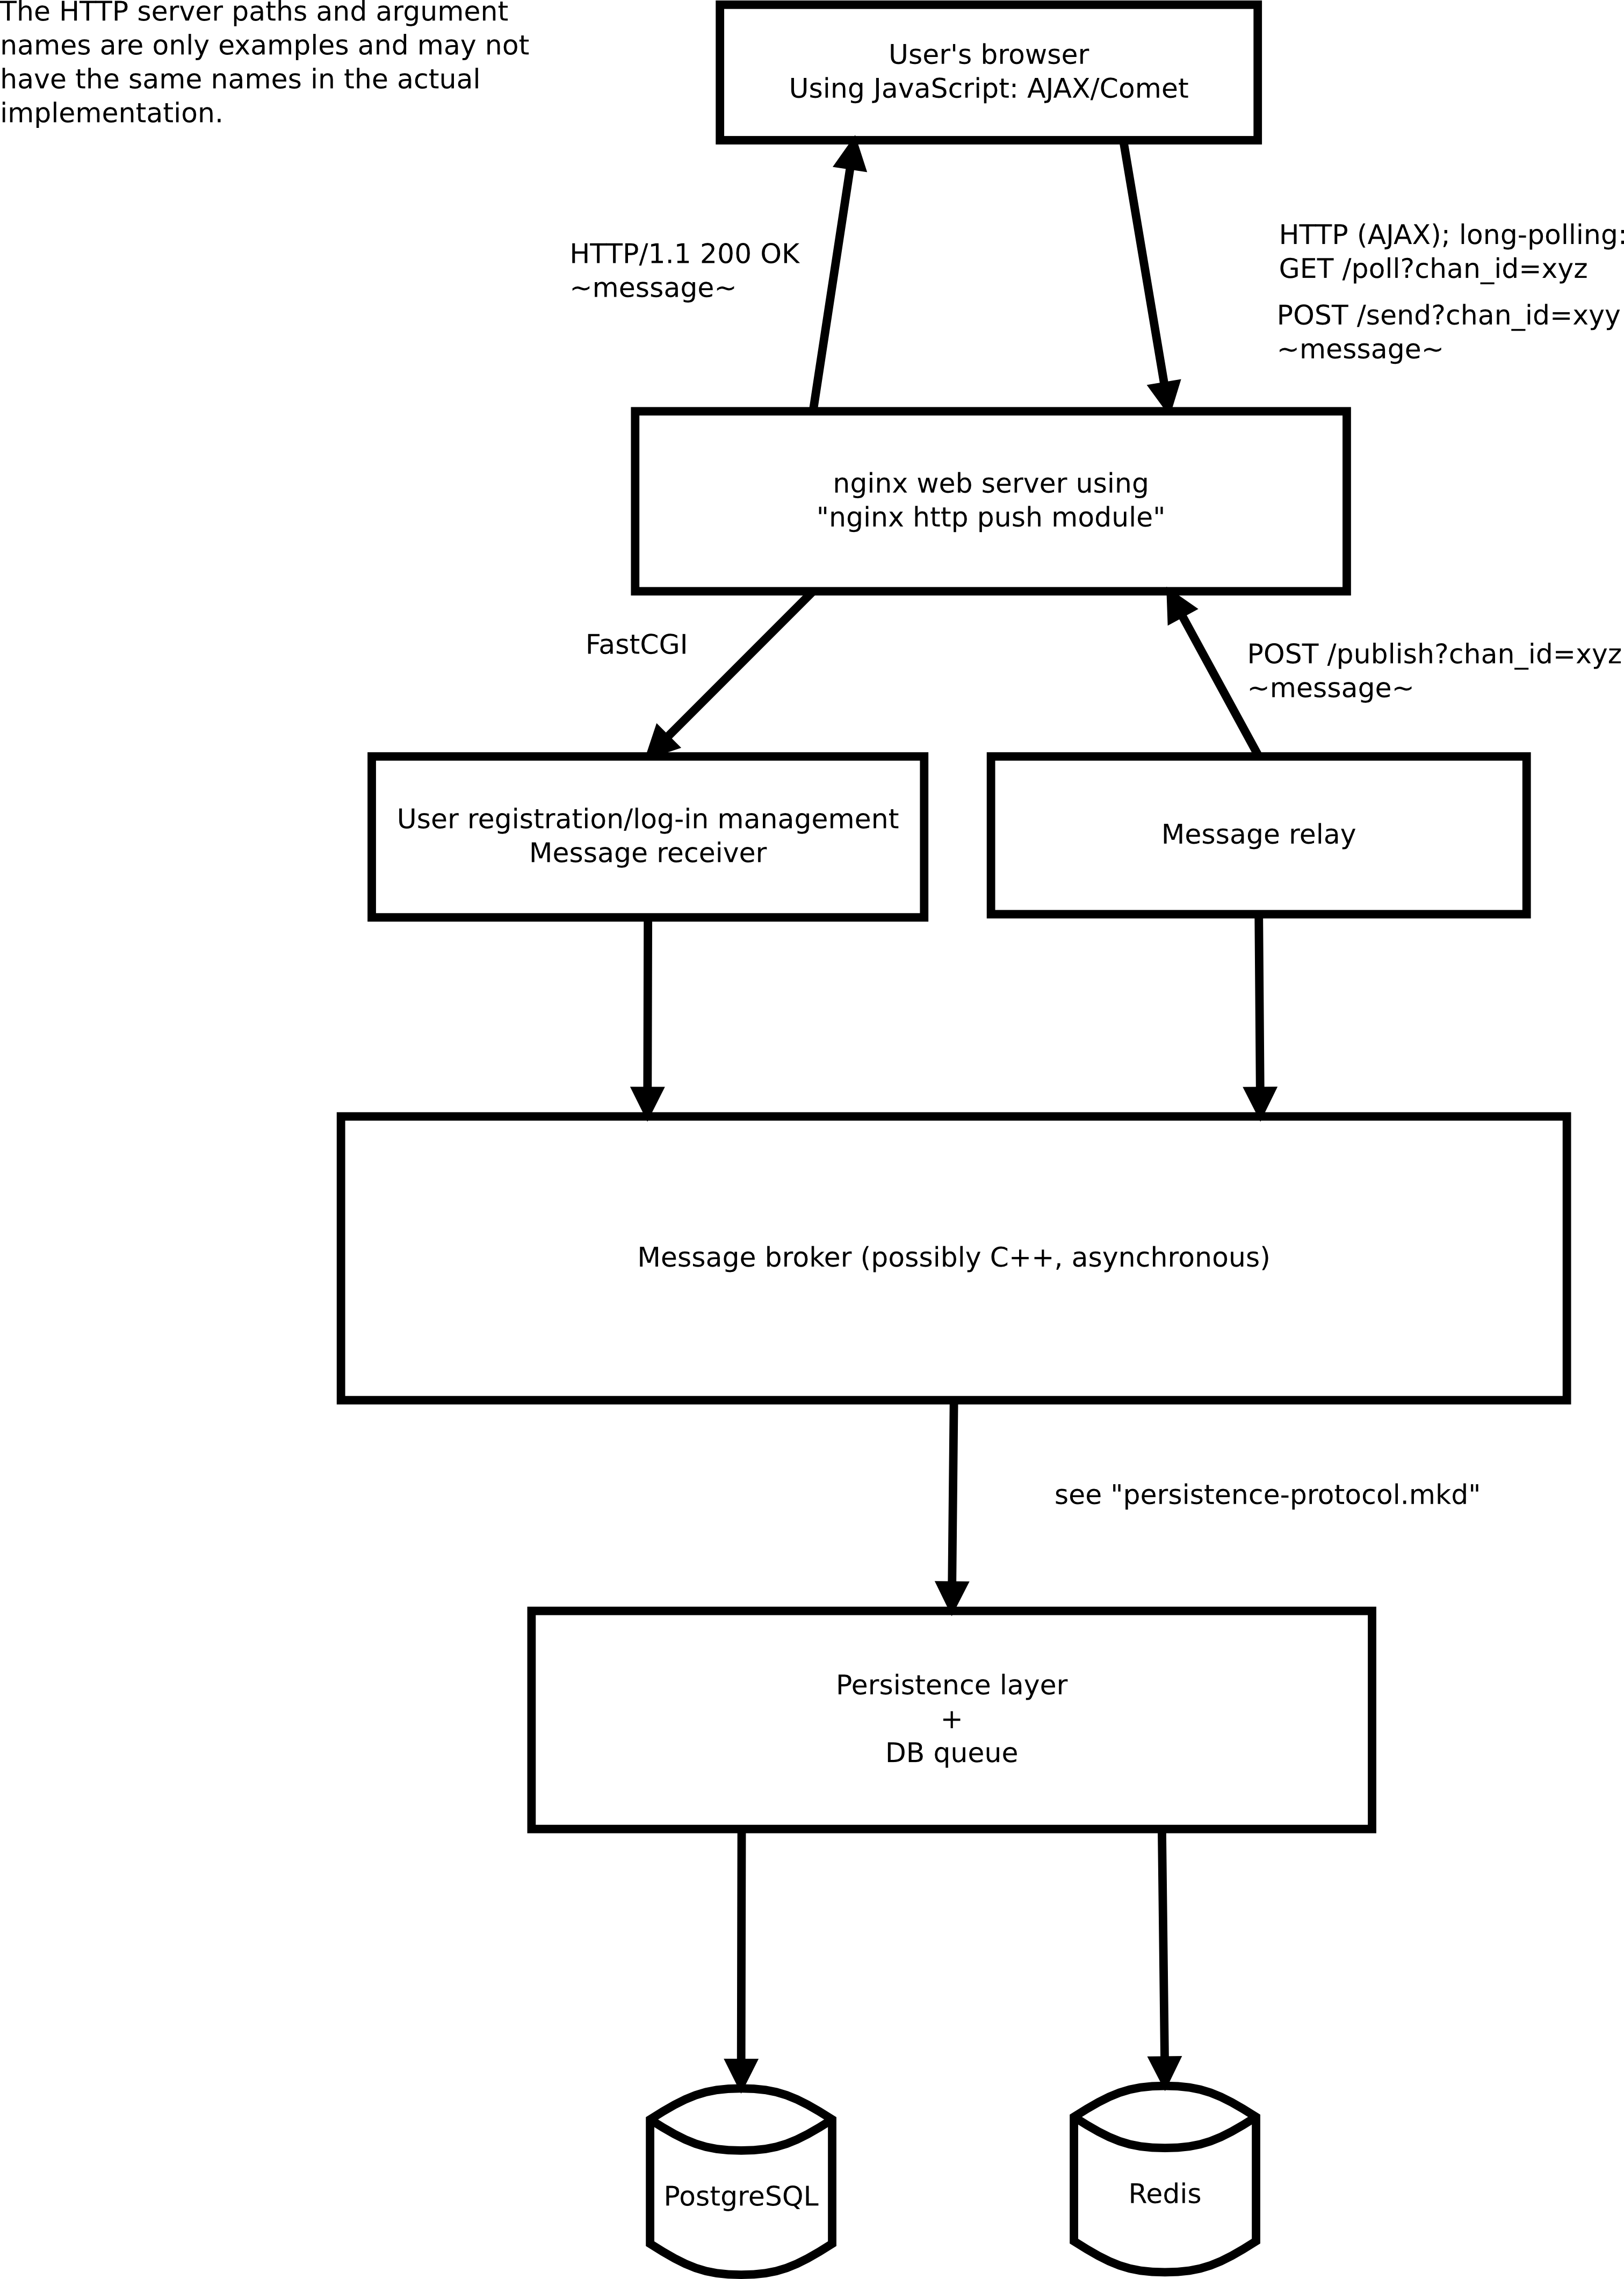 The HTTP server paths and argument
names are only examples and may not
have the same names in the actual
implementation.
User's browser
Using JavaScript: AJAX/Comet
HTTP/1.1 200 OK
~message~
HTTP (AJAX); long-polling:
GET /poll?chan_id=xyz
POST /send?chan_id=xyy
~message~
nginx web server using
"nginx http push module"
FastCGI
POST /publish?chan_id=xyz
~message~
User registration/log-in management
Message receiver
Message relay
Message broker (possibly C++, asynchronous)
see "persistence-protocol.mkd"
Persistence layer
+
DB queue
PostgreSQL
Redis